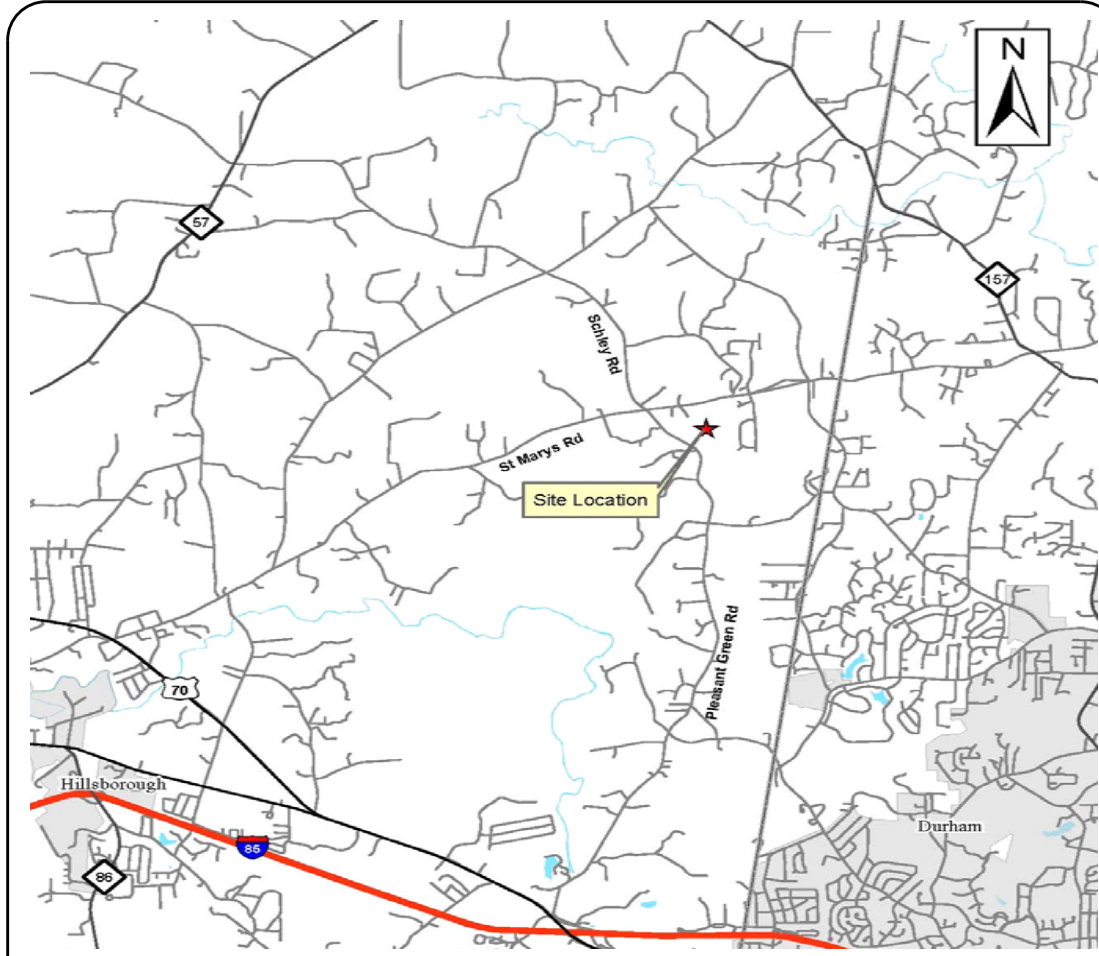 N
57
157
Schley Rd
St Marys Rd
Site Location
Pleasant Green Rd
70
Hillsborough
Durham
85
86